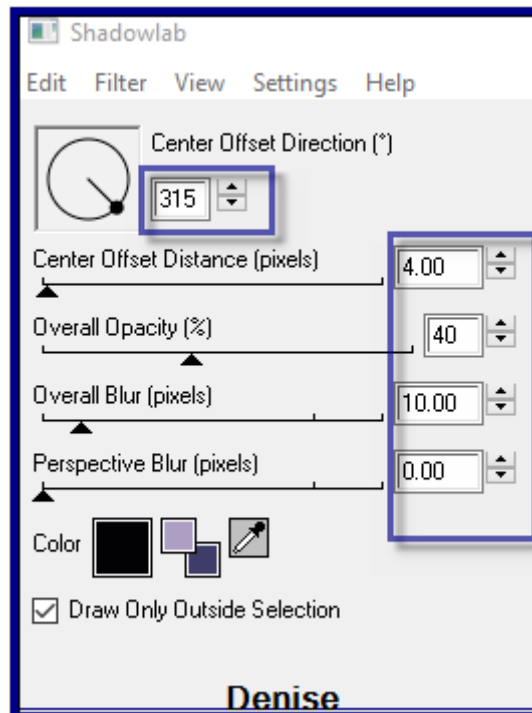 Shadowlab
Edit Filter View Settings Help
Center Offset Direction (°)
315
Center Offset Distance (pixels)
4.00
Overall Opacity (%)
40
Overall Blur (pixels)
10.00
Perspective Blur (pixels)
0.00
Color
Draw Only Outside Selection
Denise